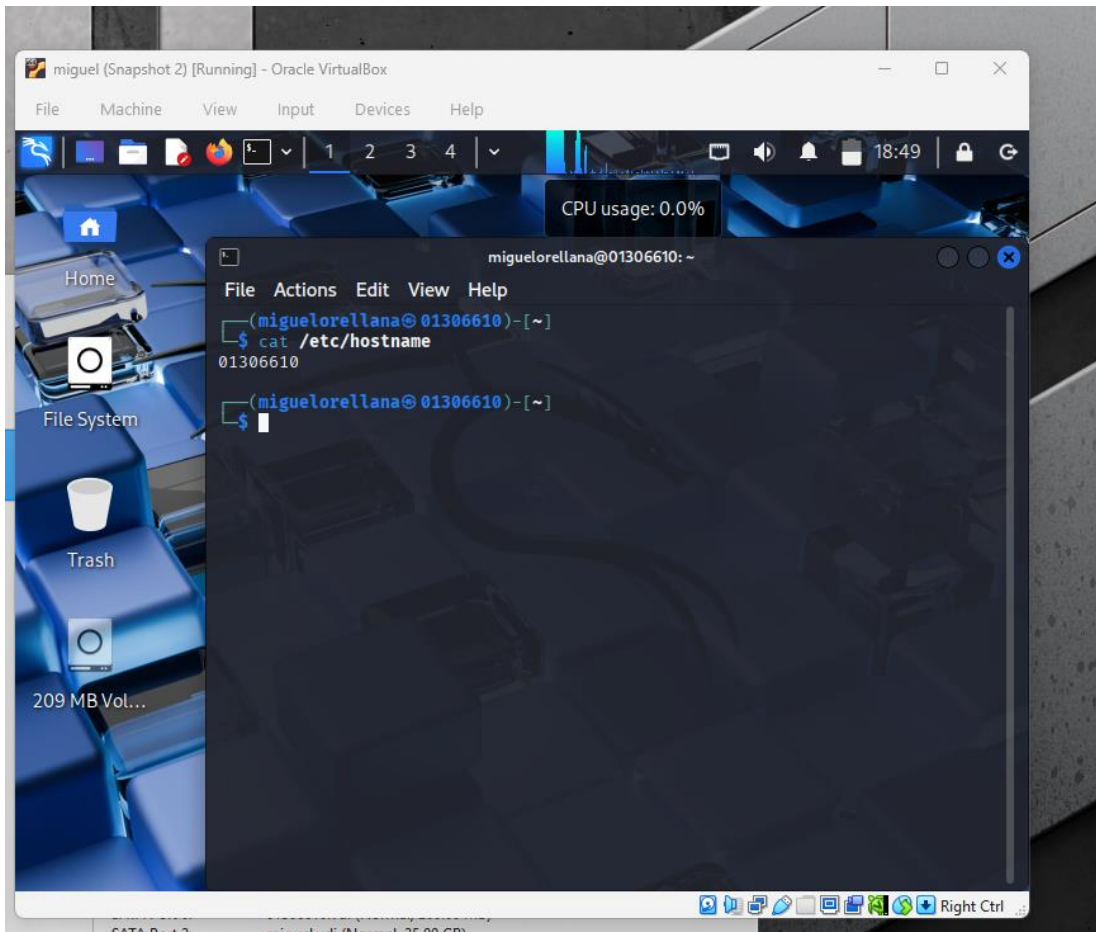 miguel (Snapshot 2) [Running] - Oracle VirtualBox
File Machine View Input Devices Help
1 2 3 4 18:49
CPU usage: 0.0%
miguelorellana@01306610: ~
Home
File Actions Edit View Help
(miguelorellana㉿01306610)-[~]
$ cat /etc/hostname
01306610
File System
(miguelorellana㉿01306610)-[~]
$
Trash
209 MB Vol...
Right Ctrl